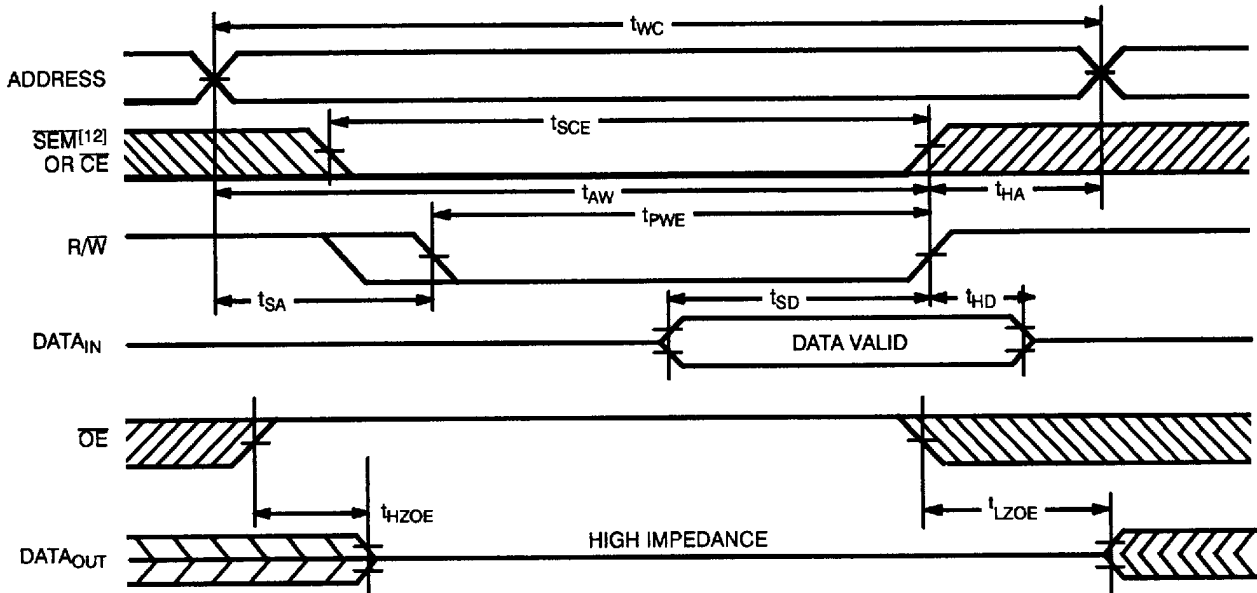 tWC
ADDRESS
tSCE
SEM[12]
OR CE
tAW
tHA
tPWE
R/W
tSA
tSD
tHD
DATAIN
DATA VALID
OE
tHZOE
tLZOE
HIGH IMPEDANCE
DATAOUT